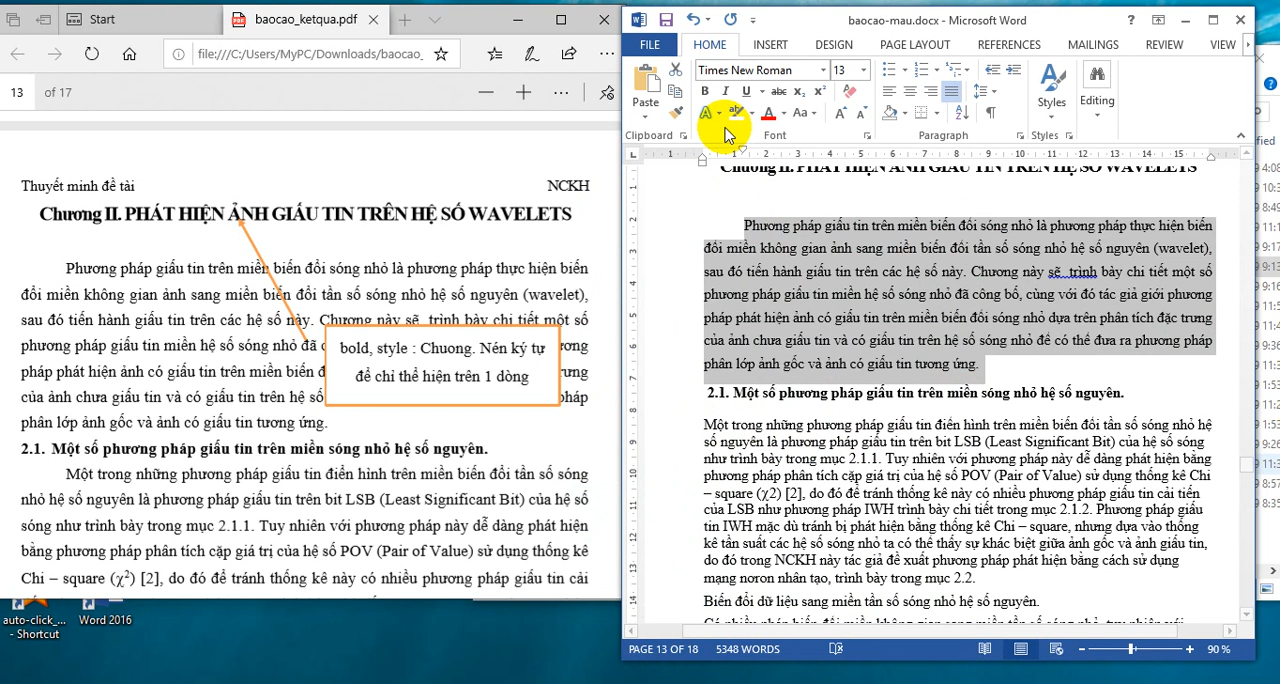 Start
baocao_ketqua.pdf
file:///C:/Users/MyPC/Downloads/baocao_
13 of 17
Thuyết minh đề tài NCKH
Chương II. PHÁT HIỆN ẢNH GIẤU TIN TRÊN HỆ SỐ WAVELETS
Phương pháp giấu tin trên miền biến đổi sóng nhỏ là phương pháp thực hiện biến
đổi miền không gian ảnh sang miền biến đổi tần số sóng nhỏ hệ số nguyên (wavelet),
sau đó tiến hành giấu tin trên các hệ số này. Chương này sẽ trình bày chi tiết một số
phương pháp giấu tin miền hệ số sóng nhỏ đã
pháp phát hiện ảnh có giấu tin trên miền biến
của ảnh chưa giấu tin và có giấu tin trên hệ số
phân lớp ảnh gốc và ảnh có giấu tin tương ứng.
bold, style : Chuong. Nén ký tự
để chỉ thể hiện trên 1 dòng
2.1. Một số phương pháp giấu tin trên miền sóng nhỏ hệ số nguyên.
Một trong những phương pháp giấu tin điển hình trên miền biến đổi tần số sóng
nhỏ hệ số nguyên là phương pháp giấu tin trên bit LSB (Least Significant Bit) của hệ số
sóng như trình bày trong mục 2.1.1. Tuy nhiên với phương pháp này dễ dàng phát hiện
bằng phương pháp phân tích cặp giá trị của hệ số POV (Pair of Value) sử dụng thống kê
Chi – square (χ2) [2], do đó để tránh thống kê này có nhiều phương pháp giấu tin cải
auto-click_...
- Shortcut
Word 2016
baocao-mau.docx - Microsoft Word
FILE HOME INSERT DESIGN PAGE LAYOUT REFERENCES MAILINGS REVIEW VIEW
Times New Roman 13
Paste
Styles
Editing
Clipboard Font Paragraph Styles
Chương II. PHÁT HIỆN ẢNH GIẤU TIN TRÊN HỆ SỐ WAVELETS
Phương pháp giấu tin trên miền biến đổi sóng nhỏ là phương pháp thực hiện biến
đổi miền không gian ảnh sang miền biến đổi tần số sóng nhỏ hệ số nguyên (wavelet),
sau đó tiến hành giấu tin trên các hệ số này. Chương này sẽ trình bày chi tiết một số
phương pháp giấu tin miền hệ số sóng nhỏ đã công bố, cùng với đó tác giả giới phương
pháp phát hiện ảnh có giấu tin trên miền biến đổi sóng nhỏ dựa trên phân tích đặc trưng
của ảnh chưa giấu tin và có giấu tin trên hệ số sóng nhỏ để có thể đưa ra phương pháp
phân lớp ảnh gốc và ảnh có giấu tin tương ứng.
2.1. Một số phương pháp giấu tin trên miền sóng nhỏ hệ số nguyên.
Một trong những phương pháp giấu tin điển hình trên miền biến đổi tần số sóng nhỏ hệ
số nguyên là phương pháp giấu tin trên bit LSB (Least Significant Bit) của hệ số sóng
như trình bày trong mục 2.1.1. Tuy nhiên với phương pháp này dễ dàng phát hiện bằng
phương pháp phân tích cặp giá trị của hệ số POV (Pair of Value) sử dụng thống kê Chi
– square (χ2) [2], do đó để tránh thống kê này có nhiều phương pháp giấu tin cải tiến
của LSB như phương pháp IWH trình bày chi tiết trong mục 2.1.2. Phương pháp giấu
tin IWH mặc dù tránh bị phát hiện bằng thống kê Chi – square, nhưng dựa vào thống
kê tần suất các hệ số sóng nhỏ ta có thể thấy sự khác biệt giữa ảnh gốc và ảnh giấu tin,
do đó trong NCKH này tác giả đề xuất phương pháp phát hiện bằng cách sử dụng
mạng noron nhân tạo, trình bày trong mục 2.2.
Biến đổi dữ liệu sang miền tần số sóng nhỏ hệ số nguyên.
PAGE 13 OF 18 5348 WORDS 90 %